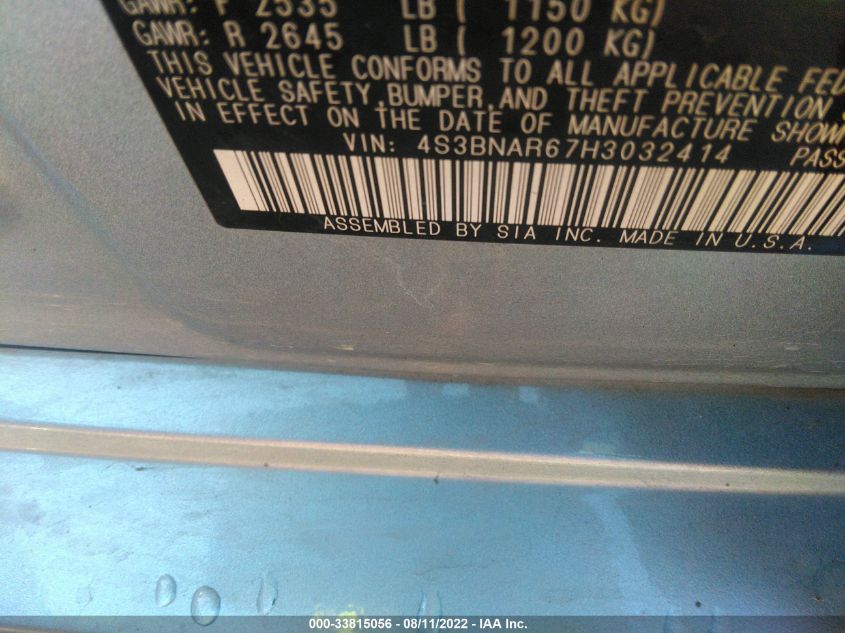 GAWR: F 2535 LB ( 1150 KG)
GAWR: R 2645 LB ( 1200 KG)
THIS VEHICLE CONFORMS TO ALL APPLICABLE FED
VEHICLE SAFETY,BUMPER,AND THEFT PREVENTION
IN EFFECT ON THE DATE OF MANUFACTURE SHOW
VIN: 4S3BNAR67H3032414 PASS
ASSEMBLED BY SIA INC. MADE IN U.S.A.
000-33815056 - 08/11/2022 - IAA Inc.